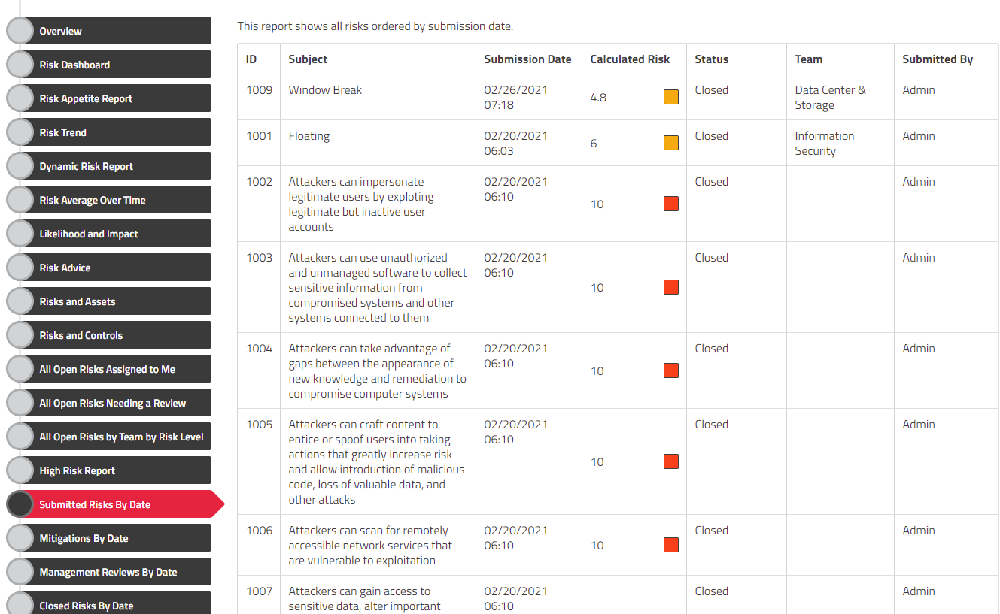 Overview
Risk Dashboard
Risk Appetite Report
Risk Trend
Dynamic Risk Report
Risk Average Over Time
Likelihood and Impact
Risk Advice
Risks and Assets
Risks and Controls
All Open Risks Assigned to Me
All Open Risks Needing a Review
All Open Risks by Team by Risk Level
High Risk Report
Submitted Risks By Date
Mitigations By Date
Management Reviews By Date
Closed Risks By Date
This report shows all risks ordered by submission date.
ID Subject Submission Date Calculated Risk Status Team Submitted By
1009 Window Break 02/26/2021 Closed Data Center & Admin
07:18 4.8 Storage
1001 Floating 02/20/2021 Closed Information Admin
06:03 6 Security
1002 Attackers can impersonate 02/20/2021 Closed Admin
legitimate users by exploting 06:10 10
legitimate but inactive user
accounts
1003 Attackers can use unauthorized 02/20/2021 Closed Admin
and unmanaged software to collect 06:10
sensitive information from 10
compromised systems and other
systems connected to them
1004 Attackers can take advantage of 02/20/2021 Closed Admin
gaps between the appearance of 06:10 10
new knowledge and remediation to
compromise computer systems
1005 Attackers can craft content to 02/20/2021 Closed Admin
entice or spoof users into taking 06:10
actions that greatly increase risk
and allow introduction of malicious 10
code, loss of valuable data, and
other attacks
1006 Attackers can scan for remotely 02/20/2021 Closed Admin
accessible network services that 06:10 10
are vulnerable to exploitation
1007 Attackers can gain access to 02/20/2021 Closed Admin
sensitive data, alter important 06:10